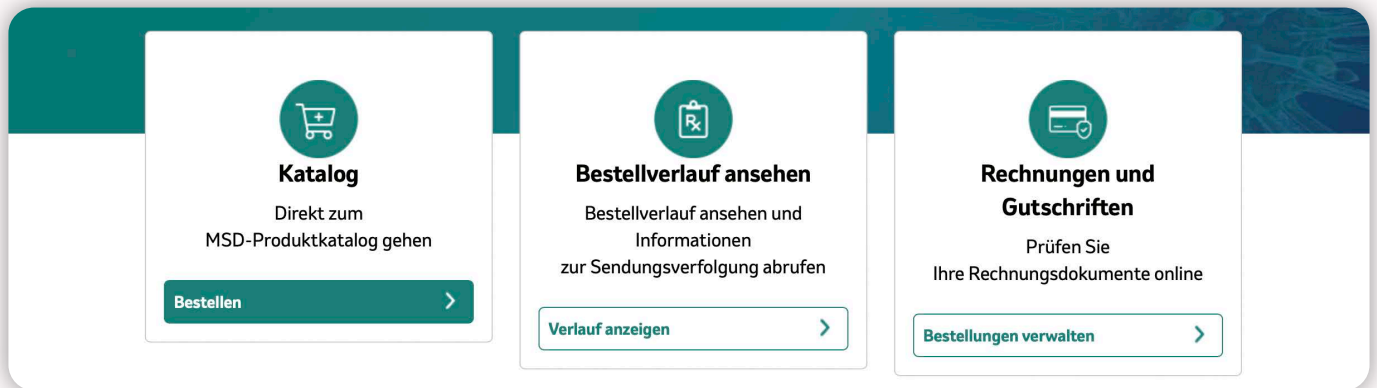 Katalog
Direkt zum
MSD-Produktkatalog gehen
Bestellen
Rx
Bestellverlauf ansehen
Bestellverlauf ansehen und
Informationen
zur Sendungsverfolgung abrufen
Verlauf anzeigen
Rechnungen und
Gutschriften
Prüfen Sie
Ihre Rechnungsdokumente online
Bestellungen verwalten